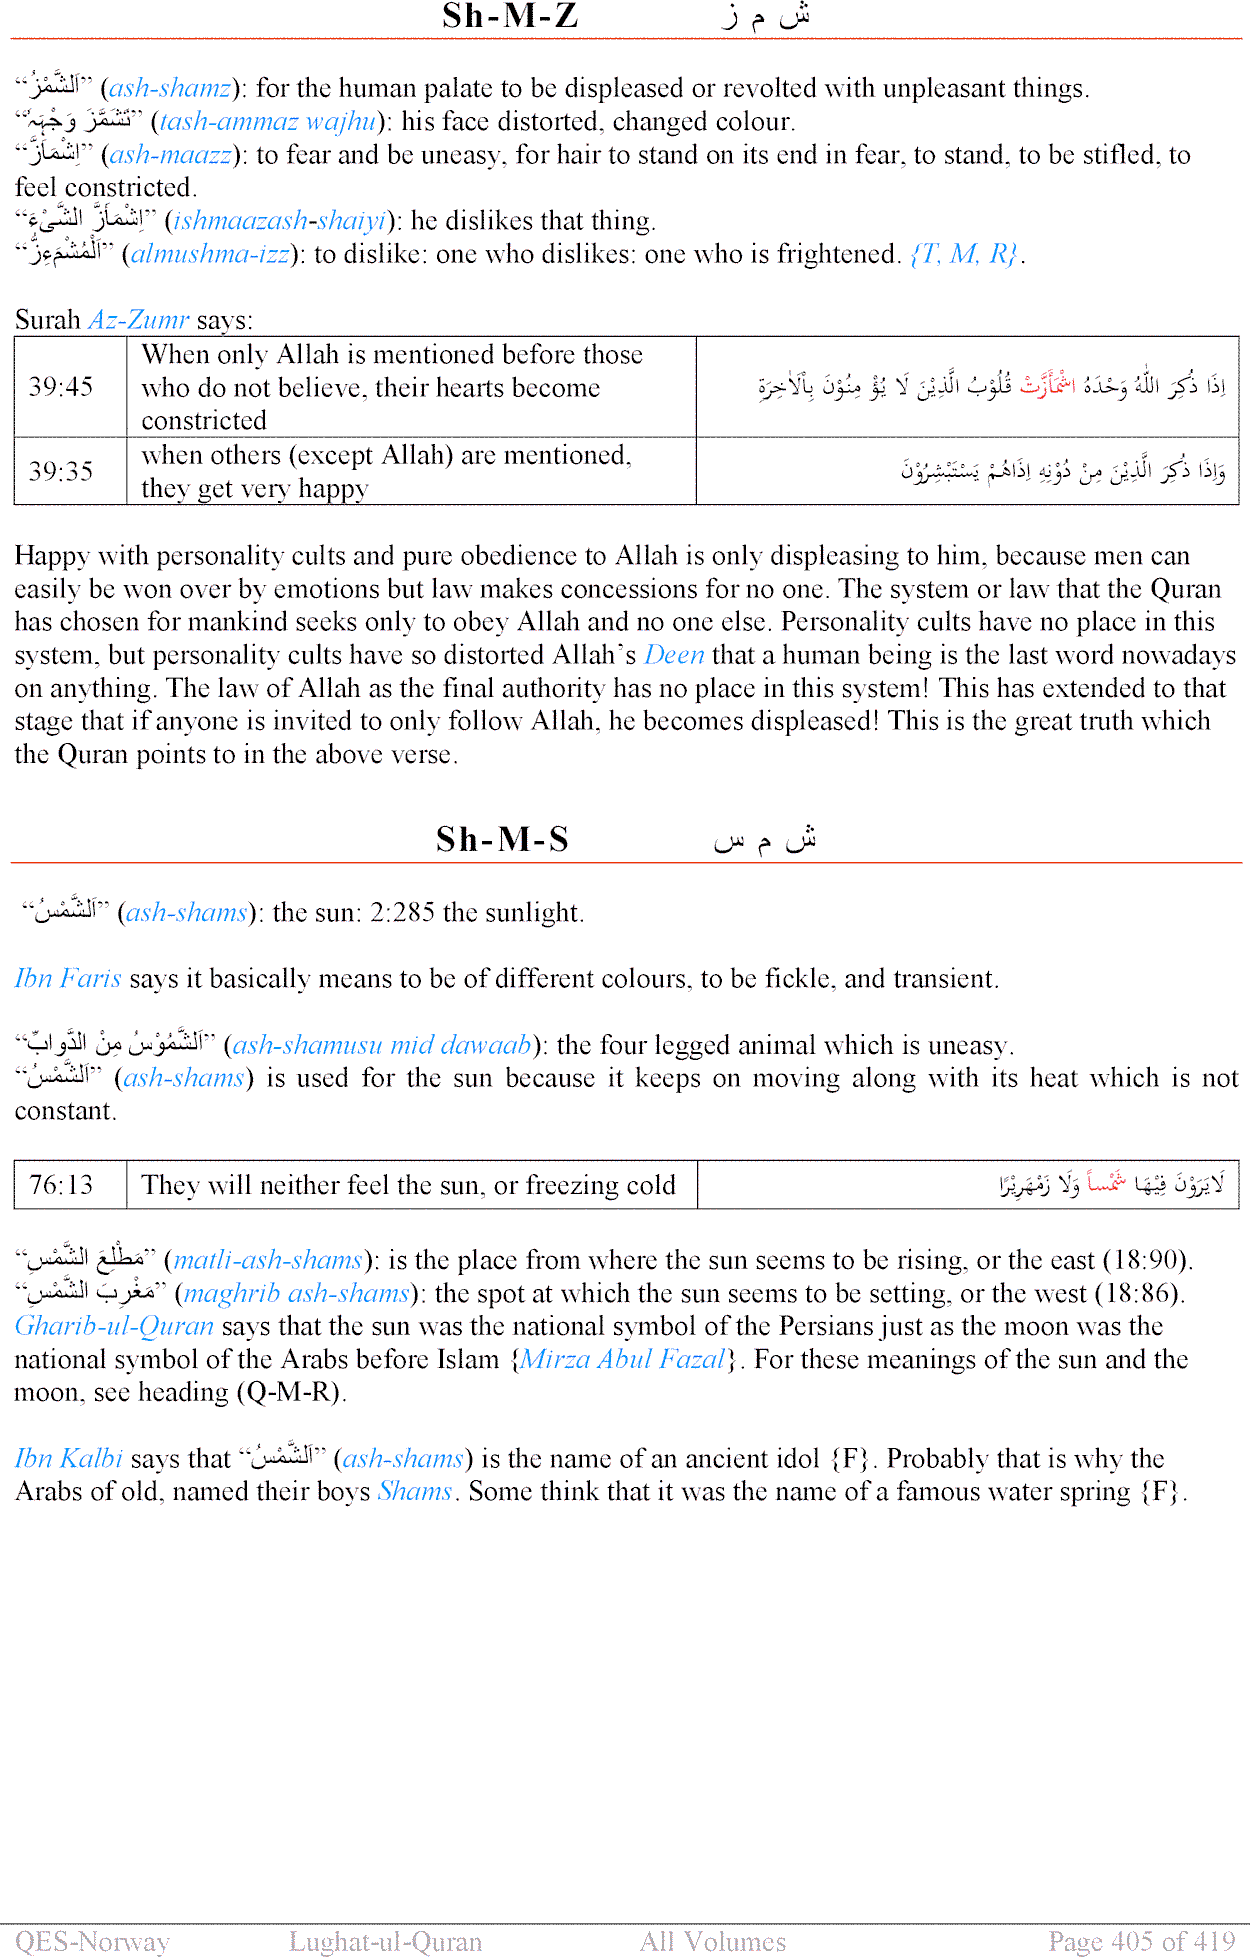 Sh-M-Z ش م ز
“اَلشَّمْزُ” (ash-shamz): for the human palate to be displeased or revolted with unpleasant things.
“تَشَمَّزَ وَجْہَہٗ” (tash-ammaz wajhu): his face distorted, changed colour.
“اِشْمَأَزَّ” (ash-maazz): to fear and be uneasy, for hair to stand on its end in fear, to stand, to be stifled, to
feel constricted.
“اِشْمَأَزَّ الشَّیْءَ” (ishmaazash-shaiyi): he dislikes that thing.
“اَلْمُشْمَءِزُّ” (almushma-izz): to dislike: one who dislikes: one who is frightened. {T, M, R}.
Surah Az-Zumr says:
39:45 When only Allah is mentioned before those
who do not believe, their hearts become
constricted
اِذَا ذُكِرَ اللّٰهُ وَحْدَهُ اشْمَأَزَّتْ قُلُوْبُ الَّذِيْنَ لَا يُؤْ مِنُوْنَ بِاْلَاٰخِرَةِ
39:35 when others (except Allah) are mentioned,
they get very happy
وَاِذَا ذُكِرَ الَّذِيْنَ مِنْ دُوْنِهِ اِذَاهُمْ يَسْتَبْشِرُوْنَ
Happy with personality cults and pure obedience to Allah is only displeasing to him, because men can
easily be won over by emotions but law makes concessions for no one. The system or law that the Quran
has chosen for mankind seeks only to obey Allah and no one else. Personality cults have no place in this
system, but personality cults have so distorted Allah’s Deen that a human being is the last word nowadays
on anything. The law of Allah as the final authority has no place in this system! This has extended to that
stage that if anyone is invited to only follow Allah, he becomes displeased! This is the great truth which
the Quran points to in the above verse.
Sh-M-S ش م س
“اَلشَّمْسُ” (ash-shams): the sun: 2:285 the sunlight.
Ibn Faris says it basically means to be of different colours, to be fickle, and transient.
“اَلشَّمُوْسُ مِنْ الدَّوابِّ” (ash-shamusu mid dawaab): the four legged animal which is uneasy.
“اَلشَّمْسُ” (ash-shams) is used for the sun because it keeps on moving along with its heat which is not
constant.
76:13 They will neither feel the sun, or freezing cold لَايَرَوْنَ فِيْهَا شَمْساً وَلَا زَمْهَرِيْرًا
“مَطْلِعَ الشَّمْسِ” (matli-ash-shams): is the place from where the sun seems to be rising, or the east (18:90).
“مَغْرِبَ الشَّمْسِ” (maghrib ash-shams): the spot at which the sun seems to be setting, or the west (18:86).
Gharib-ul-Quran says that the sun was the national symbol of the Persians just as the moon was the
national symbol of the Arabs before Islam {Mirza Abul Fazal}. For these meanings of the sun and the
moon, see heading (Q-M-R).
Ibn Kalbi says that “اَلشَّمْسُ” (ash-shams) is the name of an ancient idol {F}. Probably that is why the
Arabs of old, named their boys Shams. Some think that it was the name of a famous water spring {F}.
QES-Norway Lughat-ul-Quran All Volumes Page 405 of 419